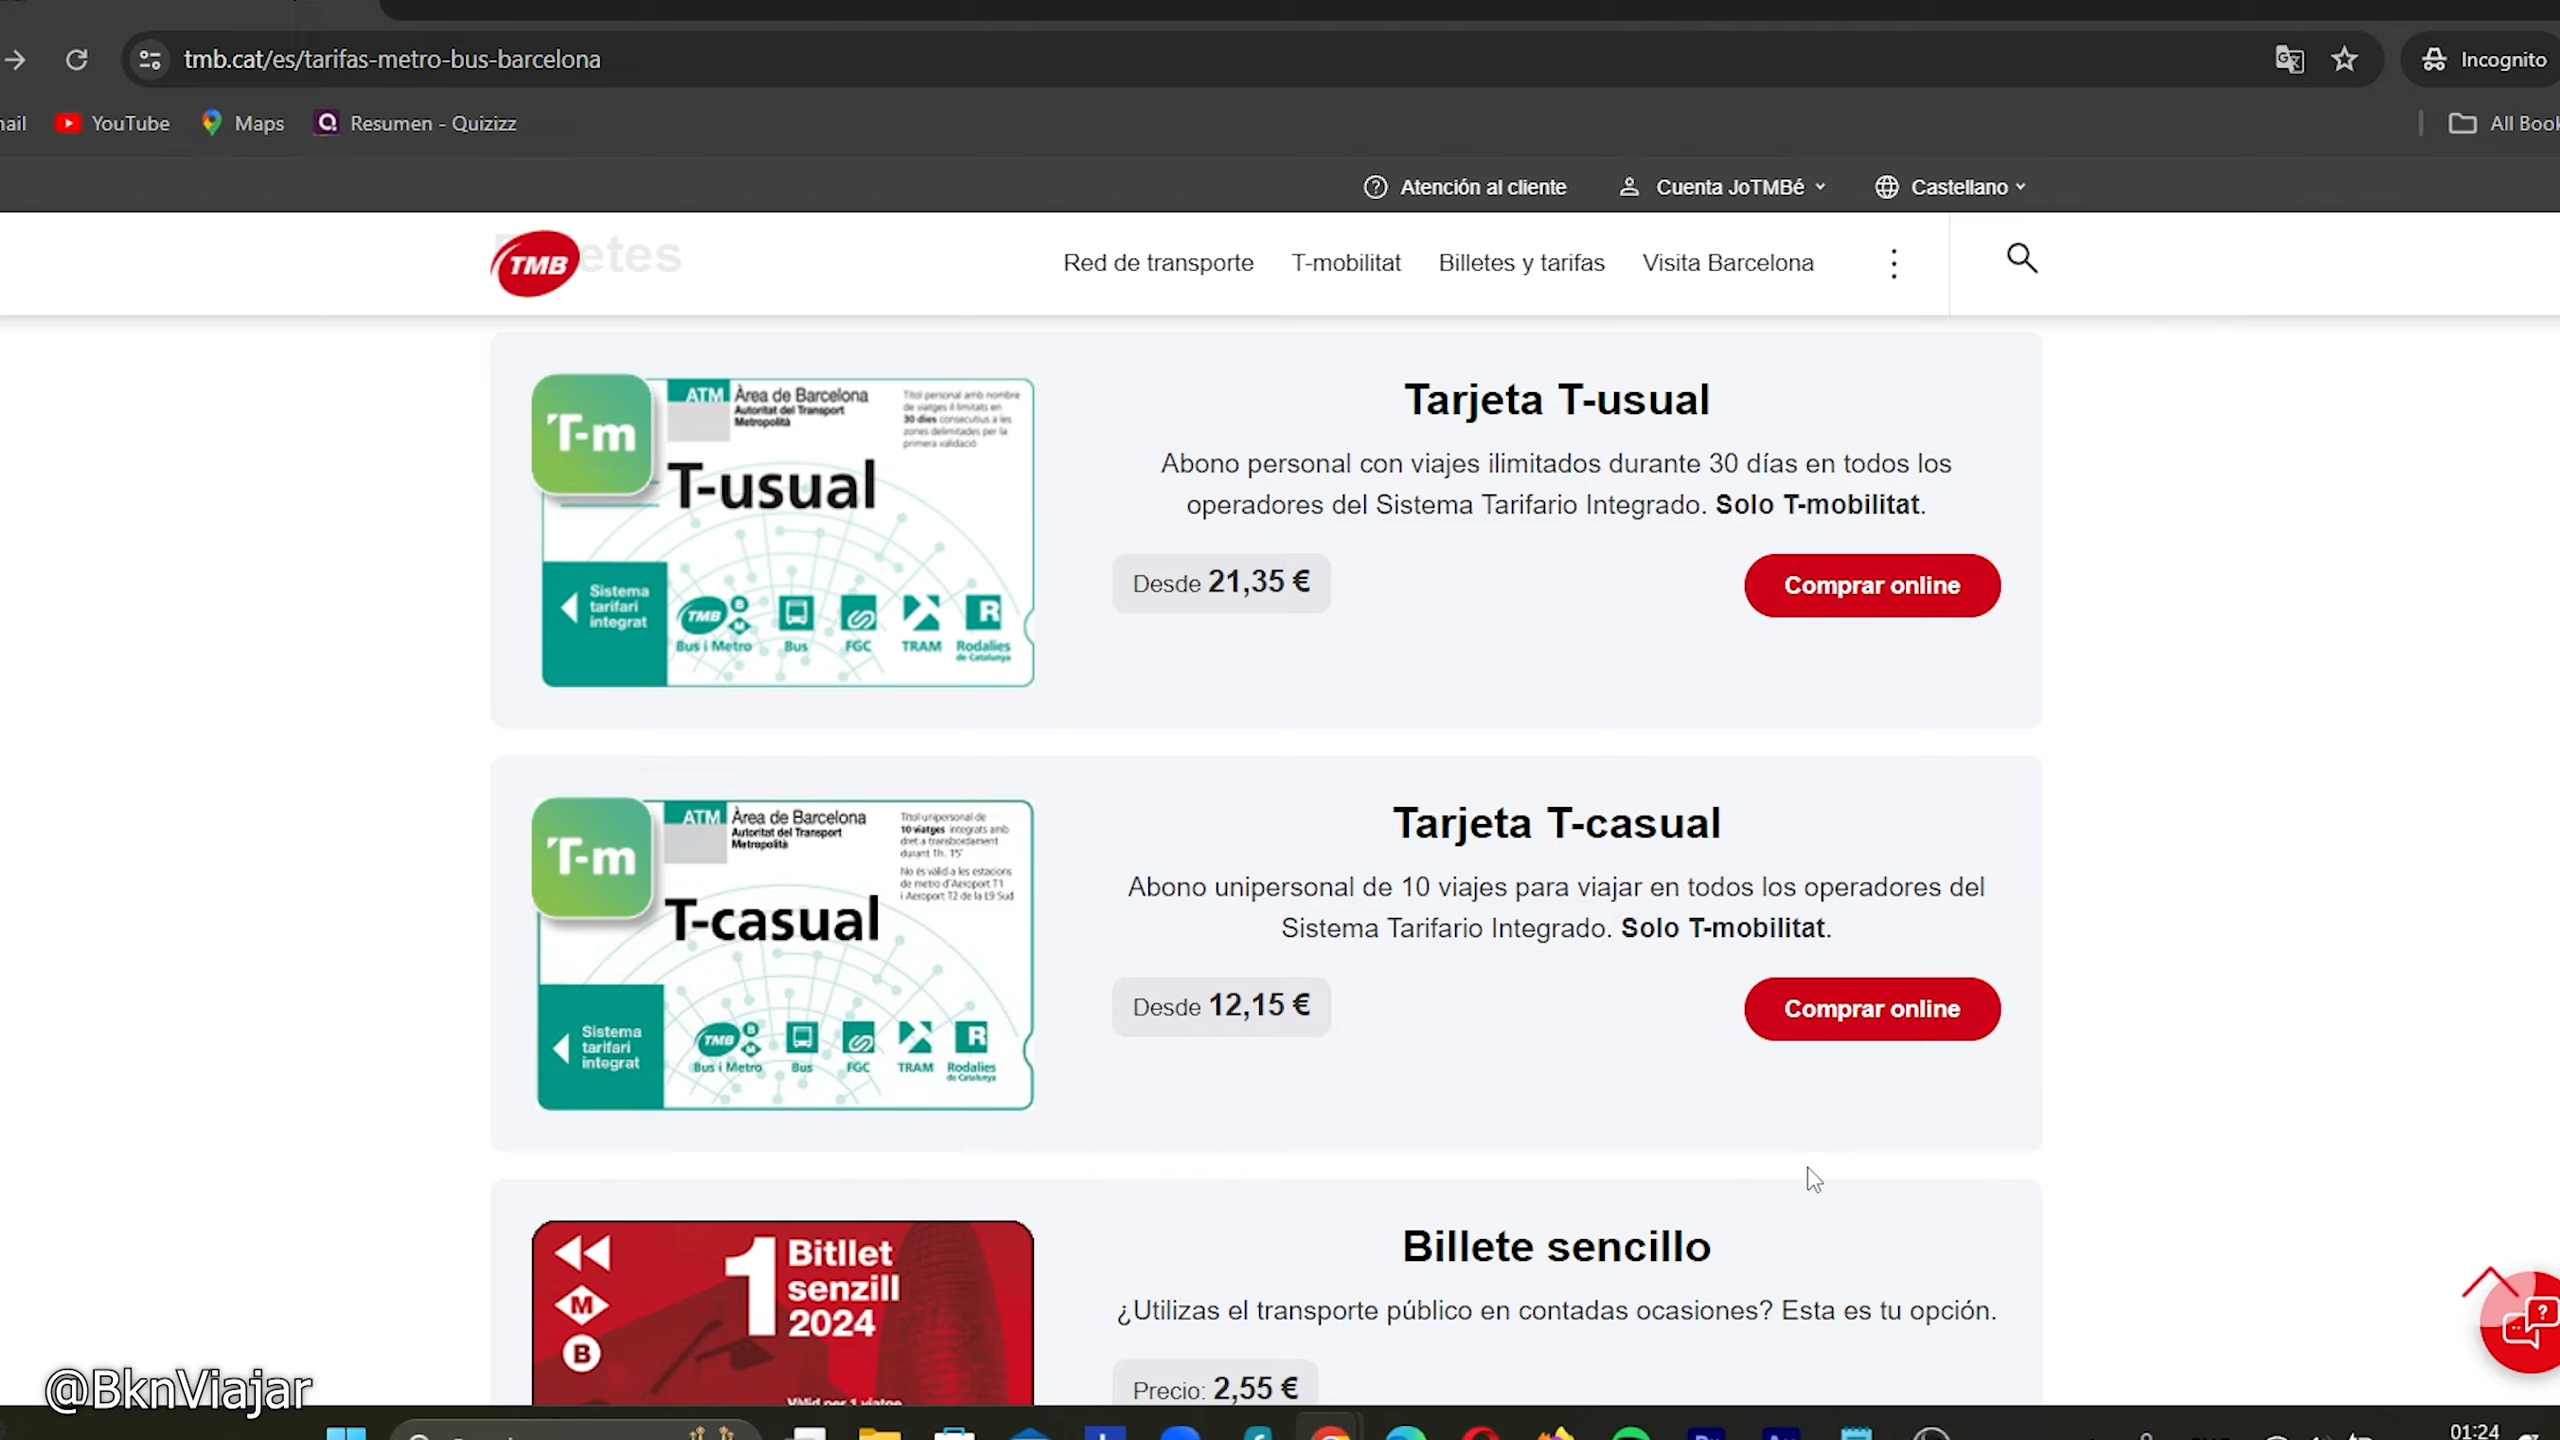 tmb.cat/es/tarifas-metro-bus-barcelona
Incognito
YouTube
Maps
Resumen - Quizizz
Atención al cliente
Cuenta JoTMBé
Castellano
TMB
Red de transporte
T-mobilitat
Billetes y tarifas
Visita Barcelona
T-m
ATM
Àrea de Barcelona
Autoritat del Transport
Metropolità
Títol personal amb nombre
de viatges il·limitats en
30 dies consecutius a les
zones delimitades per la
primera validació
T-usual
Sistema
tarifari
integrat
TMB
B
M
R
Bus i Metro
Bus
FGC
TRAM
Rodalies
de Catalunya
Tarjeta T-usual
Abono personal con viajes ilimitados durante 30 días en todos los
operadores del Sistema Tarifario Integrado. Solo T-mobilitat.
Desde 21,35 €
Comprar online
T-m
ATM
Àrea de Barcelona
Autoritat del Transport
Metropolità
Títol unipersonal de
10 viatges integrats amb
dret a transbordament
durant 1h. 15'
No és vàlid a les estacions
de metro d'Aeroport T1
i Aeroport T2 de la L9 Sud
T-casual
Sistema
tarifari
integrat
TMB
B
M
R
Bus i Metro
Bus
FGC
TRAM
Rodalies
de Catalunya
Tarjeta T-casual
Abono unipersonal de 10 viajes para viajar en todos los operadores del
Sistema Tarifario Integrado. Solo T-mobilitat.
Desde 12,15 €
Comprar online
M
B
1
Bitllet
senzill
2024
Vàlid per 1 viatge
Billete sencillo
¿Utilizas el transporte público en contadas ocasiones? Esta es tu opción.
Precio: 2,55 €
@BknViajar
01:24